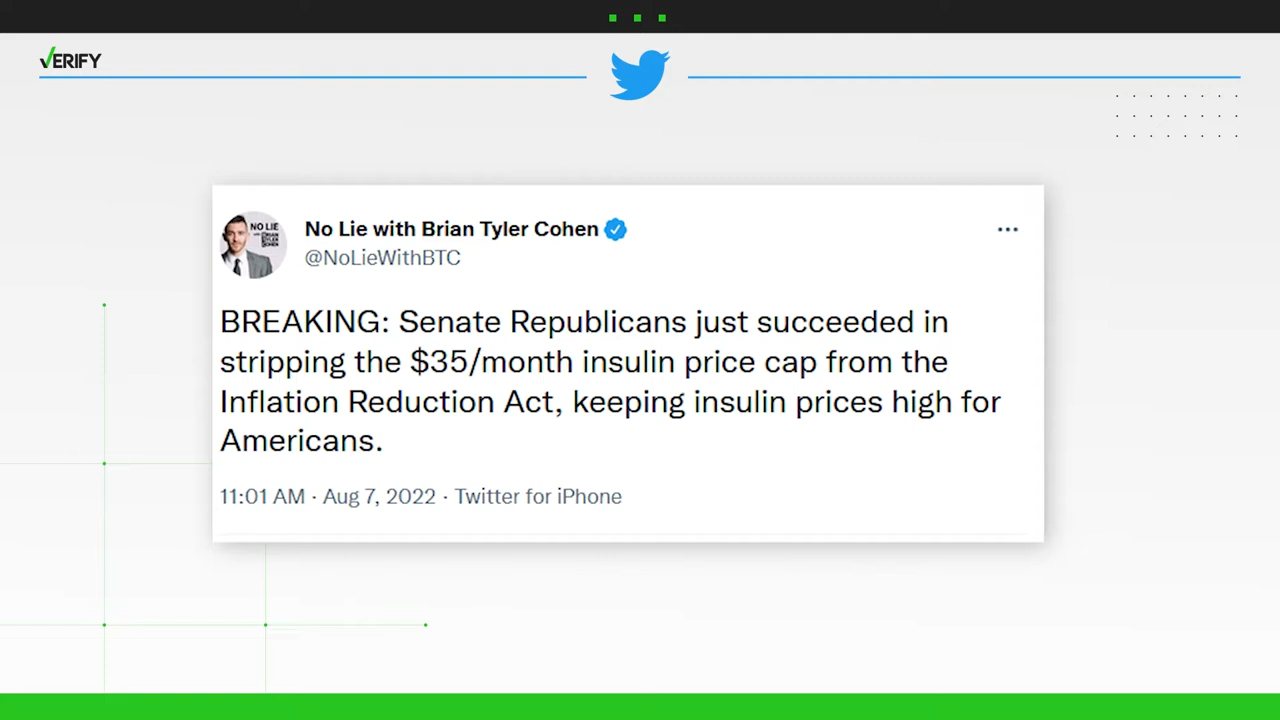 VERIFY
No Lie with Brian Tyler Cohen
@NoLieWithBTC
BREAKING: Senate Republicans just succeeded in
stripping the $35/month insulin price cap from the
Inflation Reduction Act, keeping insulin prices high for
Americans.
11:01 AM · Aug 7, 2022 · Twitter for iPhone